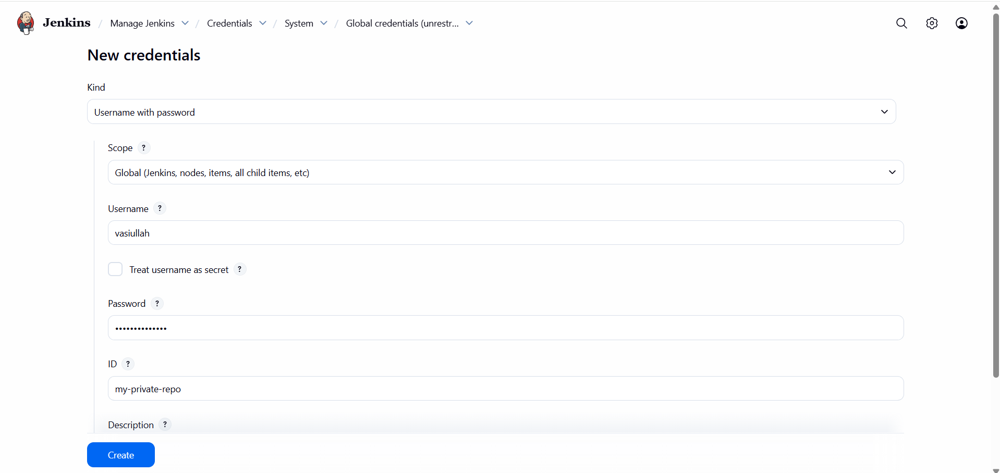 Jenkins / Manage Jenkins / Credentials / System / Global credentials (unrestr...
New credentials
Kind
Username with password
Scope ?
Global (Jenkins, nodes, items, all child items, etc)
Username ?
vasiullah
Treat username as secret ?
Password ?
••••••••••••••
ID ?
my-private-repo
Description ?
Create